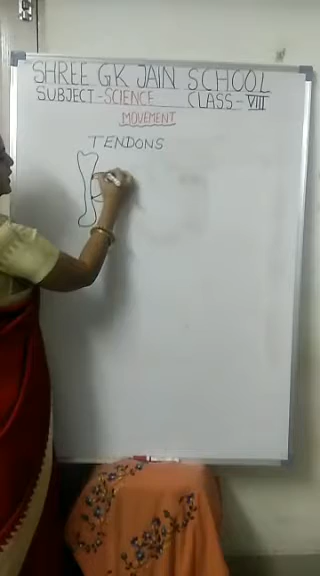 SHREE GK JAIN SCHOOL
SUBJECT-SCIENCE CLASS-VIII
MOVEMENT
TENDONS